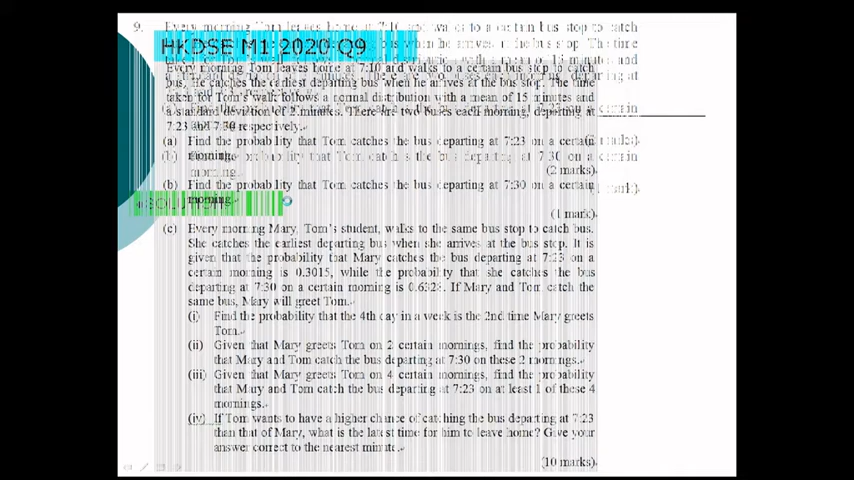 9.
HKDSE M1 2020 Q9
Every morning Tom leaves home at 7:10 and walks to a certain bus stop to catch
bus. He catches the earliest departing bus when he arrives at the bus stop. The time
taken for Tom's walk follows a normal distribution with a mean of 15 minutes and
a standard deviation of 2 minutes. There are two buses each morning, departing at
7:23 and 7:30 respectively.
(a) Find the probability that Tom catches the bus departing at 7:23 on a certain
morning.
(2 marks)
(b) Find the probability that Tom catches the bus departing at 7:30 on a certain
morning.
(1 mark)
(c) Every morning Mary, Tom's student, walks to the same bus stop to catch bus.
She catches the earliest departing bus when she arrives at the bus stop. It is
given that the probability that Mary catches the bus departing at 7:23 on a
certain morning is 0.3015, while the probability that she catches the bus
departing at 7:30 on a certain morning is 0.6328. If Mary and Tom catch the
same bus, Mary will greet Tom.
(i) Find the probability that the 4th day in a week is the 2nd time Mary greets
Tom.
(ii) Given that Mary greets Tom on 2 certain mornings, find the probability
that Mary and Tom catch the bus departing at 7:30 on these 2 mornings.
(iii) Given that Mary greets Tom on 4 certain mornings, find the probability
that Mary and Tom catch the bus departing at 7:23 on at least 1 of these 4
mornings.
(iv) If Tom wants to have a higher chance of catching the bus departing at 7:23
than that of Mary, what is the latest time for him to leave home? Give your
answer correct to the nearest minute.
(10 marks)